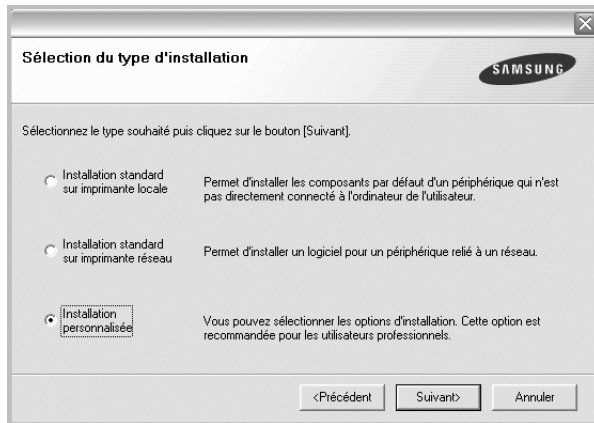 Sélection du type d'installation
SAMSUNG
Sélectionnez le type souhaité puis cliquez sur le bouton [Suivant].
Installation standard
sur imprimante locale
Permet d'installer les composants par défaut d'un périphérique qui n'est
pas directement connecté à l'ordinateur de l'utilisateur.
Installation standard
sur imprimante réseau
Permet d'installer un logiciel pour un périphérique relié à un réseau.
Installation
personnalisée
Vous pouvez sélectionner les options d'installation. Cette option est
recommandée pour les utilisateurs professionnels.
<Précédent
Suivant>
Annuler